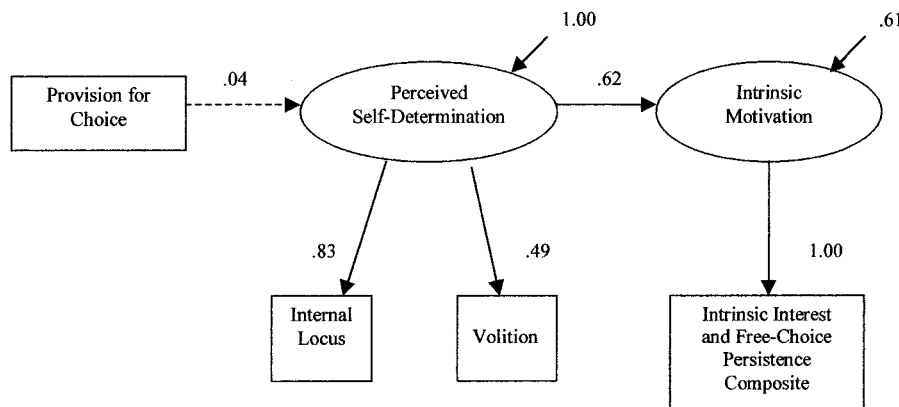 1.00
.61
Provision for
Choice
.04
Perceived
Self-Determination
.62
Intrinsic
Motivation
.83
.49
1.00
Internal
Locus
Volition
Intrinsic Interest
and Free-Choice
Persistence
Composite